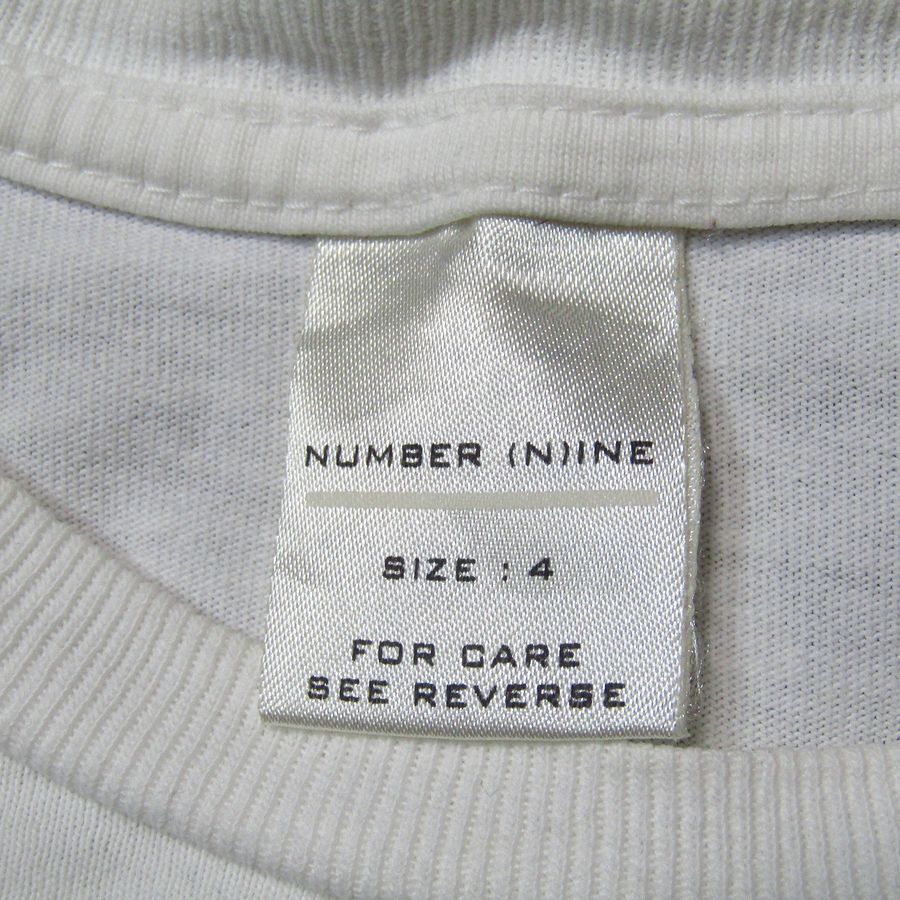 NUMBER (N)INE
SIZE : 4
FOR CARE
SEE REVERSE